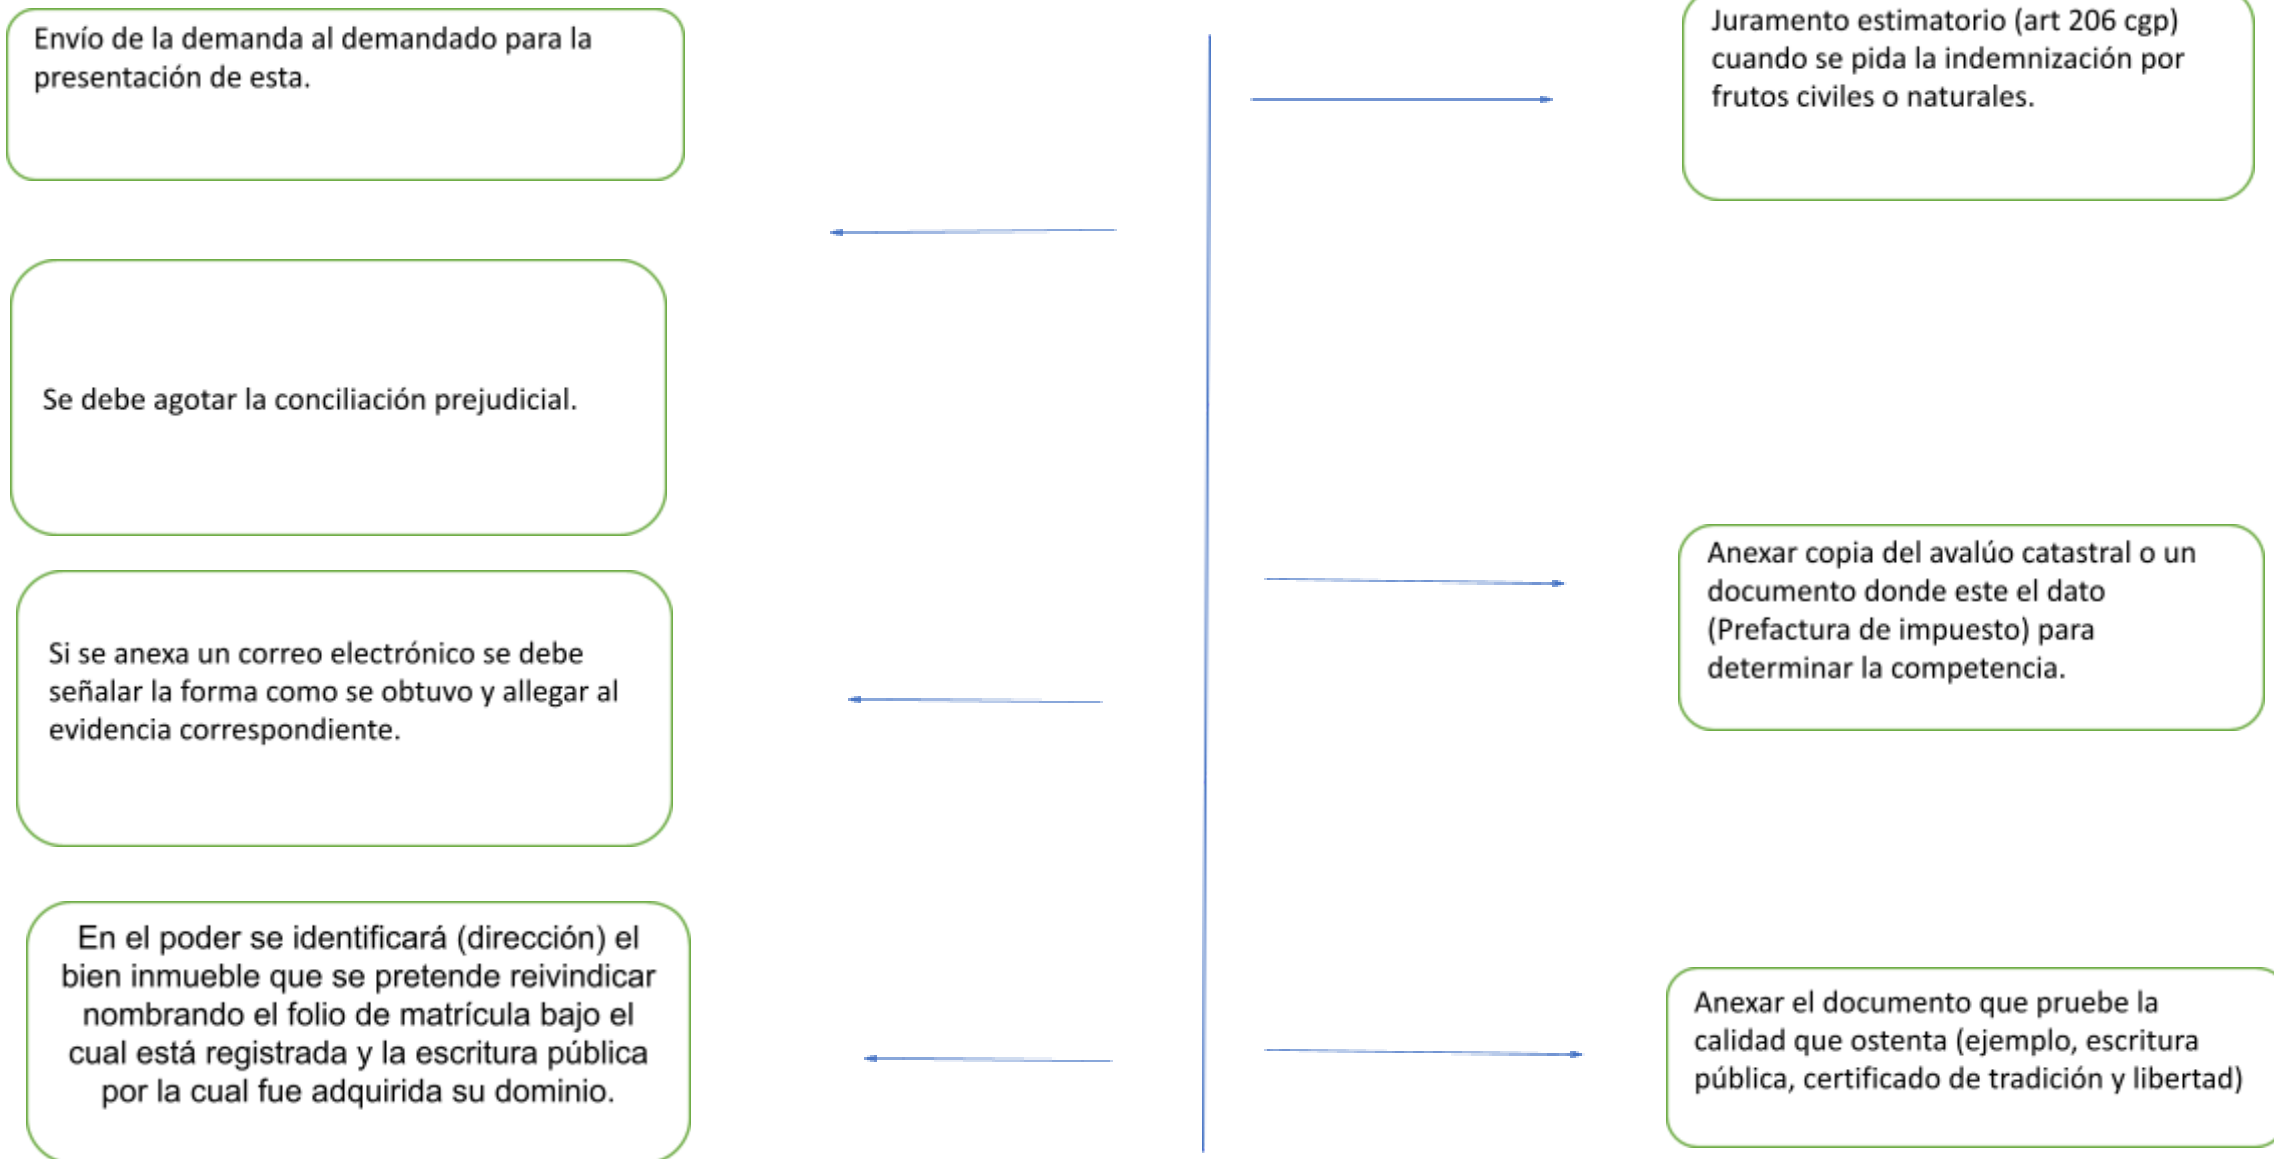 Envío de la demanda al demandado para la
presentación de esta.
Se debe agotar la conciliación prejudicial.
Si se anexa un correo electrónico se debe
señalar la forma como se obtuvo y allegar al
evidencia correspondiente.
En el poder se identificará (dirección) el
bien inmueble que se pretende reivindicar
nombrando el folio de matrícula bajo el
cual está registrada y la escritura pública
por la cual fue adquirida su dominio.
Juramento estimatorio (art 206 cgp)
cuando se pida la indemnización por
frutos civiles o naturales.
Anexar copia del avalúo catastral o un
documento donde este el dato
(Prefactura de impuesto) para
determinar la competencia.
Anexar el documento que pruebe la
calidad que ostenta (ejemplo, escritura
pública, certificado de tradición y libertad)